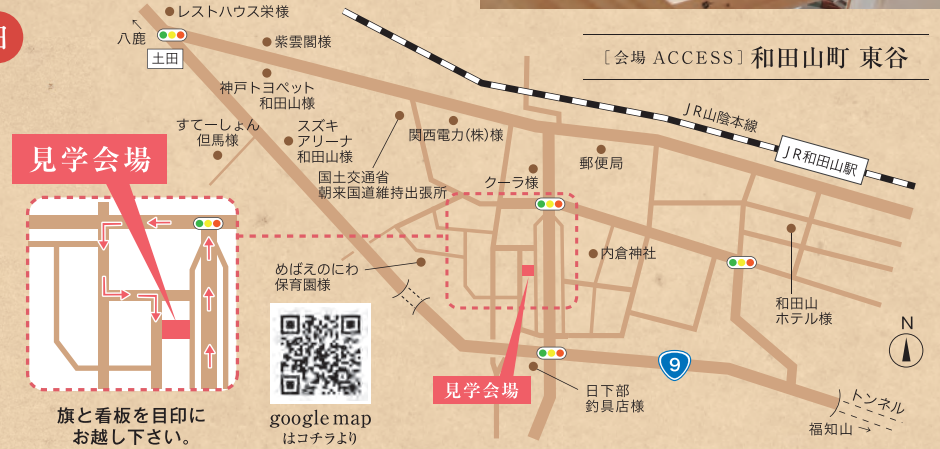 日
レストハウス栄様
↖
八鹿
土田
紫雲閣様
［会場 ACCESS］和田山町 東谷
神戸トヨペット
和田山様
すてーしょん
但馬様
スズキ
アリーナ
和田山様
関西電力(株)様
JR山陰本線
JR和田山駅
郵便局
国土交通省
朝来国道維持出張所
クーラ様
見学会場
内倉神社
めばえのにわ
保育園様
和田山
ホテル様
N
9
見学会場
日下部
釣具店様
トンネル
福知山→
google map
はコチラより
旗と看板を目印に
お越し下さい。